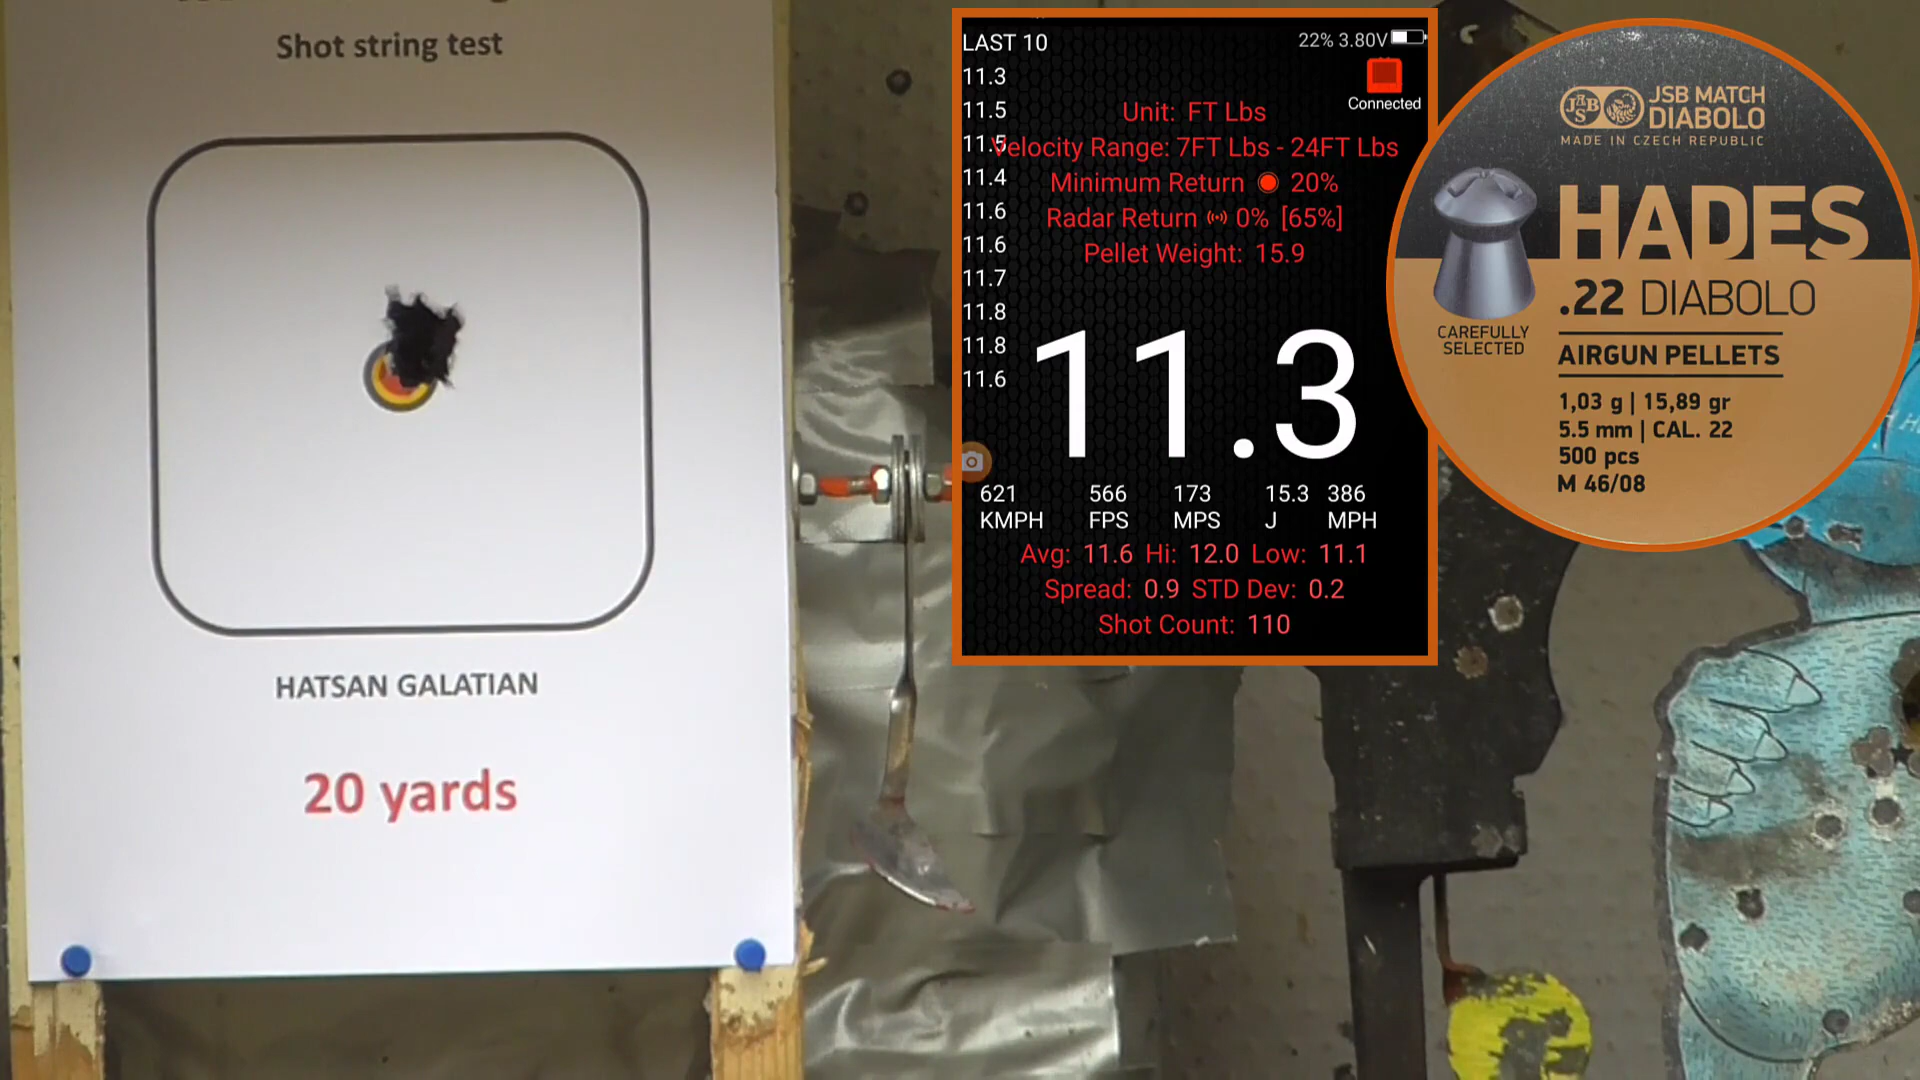 Shot string test
HATSAN GALATIAN
20 yards
LAST 10
22% 3.80V
11.3
11.5
11.5
11.4
11.6
11.6
11.7
11.8
11.8
11.6
Connected
Unit: FT Lbs
Velocity Range: 7FT Lbs - 24FT Lbs
Minimum Return 20%
Radar Return 0% [65%]
Pellet Weight: 15.9
11.3
621 KMPH
566 FPS
173 MPS
15.3 J
386 MPH
Avg: 11.6 Hi: 12.0 Low: 11.1
Spread: 0.9 STD Dev: 0.2
Shot Count: 110
JSB
JSB MATCH
DIABOLO
MADE IN CZECH REPUBLIC
HADES
.22 DIABOLO
CAREFULLY
SELECTED
AIRGUN PELLETS
1,03 g | 15,89 gr
5.5 mm | CAL. 22
500 pcs
M 46/08